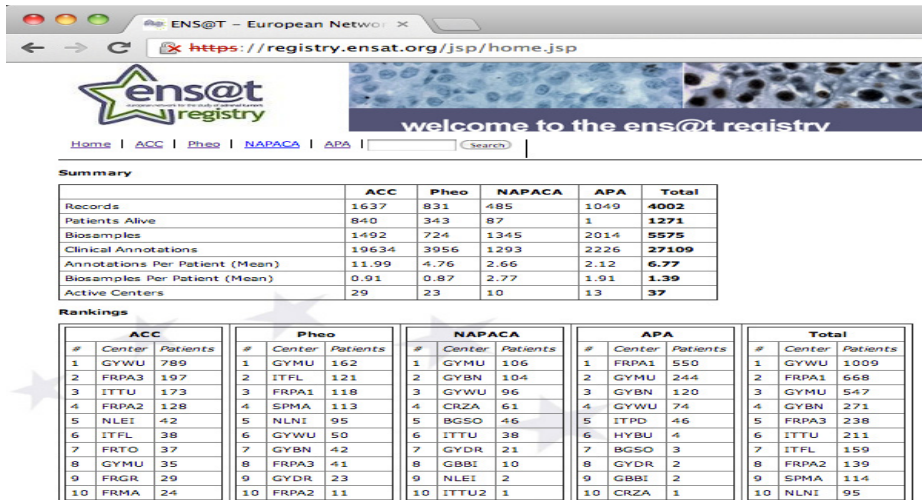 ENS@T – European Networ ×
https://registry.ensat.org/jsp/home.jsp
ens@t
european network for the study of adrenal tumors
registry
welcome to the ens@t registry
Home | ACC | Pheo | NAPACA | APA | Search
Summary
ACC Pheo NAPACA APA Total
Records 1637 831 485 1049 4002
Patients Alive 840 343 87 1 1271
Biosamples 1492 724 1345 2014 5575
Clinical Annotations 19634 3956 1293 2226 27109
Annotations Per Patient (Mean) 11.99 4.76 2.66 2.12 6.77
Biosamples Per Patient (Mean) 0.91 0.87 2.77 1.91 1.39
Active Centers 29 23 10 13 37
Rankings
ACC Pheo NAPACA APA Total
# Center Patients # Center Patients # Center Patients # Center Patients # Center Patients
1 GYWU 789 1 GYMU 162 1 GYMU 106 1 FRPA1 550 1 GYWU 1009
2 FRPA3 197 2 ITFL 121 2 GYBN 104 2 GYMU 244 2 FRPA1 668
3 ITTU 173 3 FRPA1 118 3 GYWU 96 3 GYBN 120 3 GYMU 547
4 FRPA2 128 4 SPMA 113 4 CRZA 61 4 GYWU 74 4 GYBN 271
5 NLEI 42 5 NLNI 95 5 BGSO 46 5 ITPD 46 5 FRPA3 238
6 ITFL 38 6 GYWU 50 6 ITTU 38 6 HYBU 4 6 ITTU 211
7 FRTO 37 7 GYBN 42 7 GYDR 21 7 BGSO 3 7 ITFL 159
8 GYMU 35 8 FRPA3 41 8 GBBI 10 8 GYDR 2 8 FRPA2 139
9 FRGR 29 9 GYDR 23 9 NLEI 2 9 GBBI 2 9 SPMA 114
10 FRMA 24 10 FRPA2 11 10 ITTU2 1 10 CRZA 1 10 NLNI 95